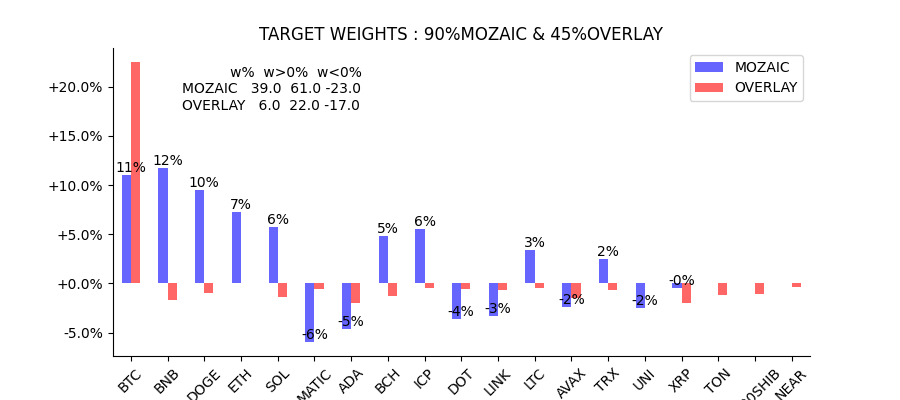 TARGET WEIGHTS : 90%MOZAIC & 45%OVERLAY
w% w>0% w<0%
MOZAIC 39.0 61.0 -23.0
OVERLAY 6.0 22.0 -17.0
MOZAIC
OVERLAY
+20.0%
+15.0%
+10.0%
+5.0%
+0.0%
-5.0%
11%
12%
10%
7%
6%
-6%
-5%
5%
6%
-4%
-3%
3%
-2%
2%
-2%
-0%
BTC
BNB
DOGE
ETH
SOL
MATIC
ADA
BCH
ICP
DOT
LINK
LTC
AVAX
TRX
UNI
XRP
TON
NEAR